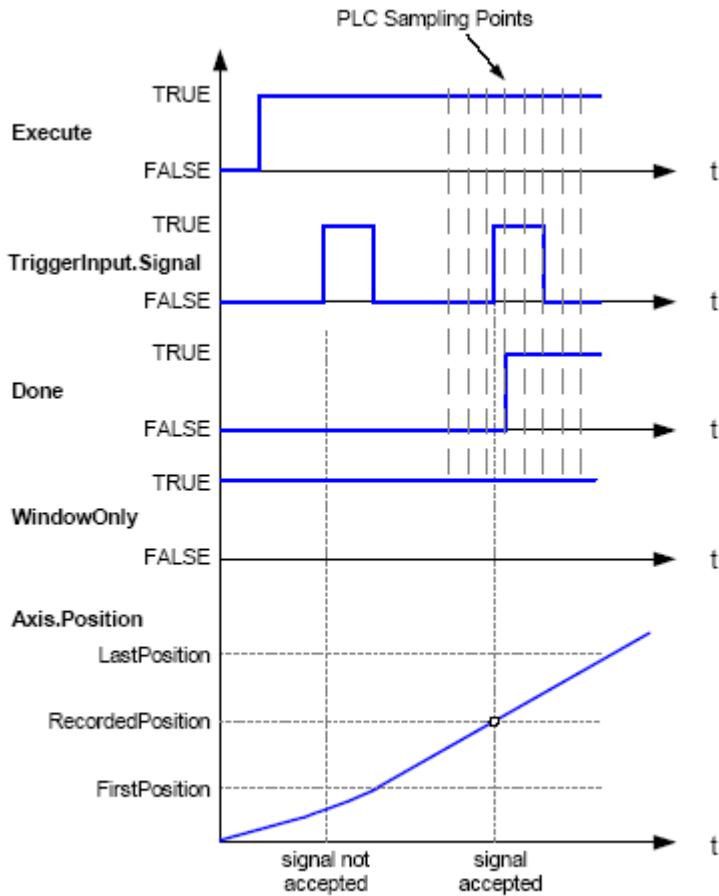 PLC Sampling Points
TRUE
Execute
FALSE
t
TRUE
TriggerInput.Signal
FALSE
t
TRUE
Done
FALSE
t
TRUE
WindowOnly
FALSE
t
Axis.Position
LastPosition
RecordedPosition
FirstPosition
t
signal not
accepted
signal
accepted